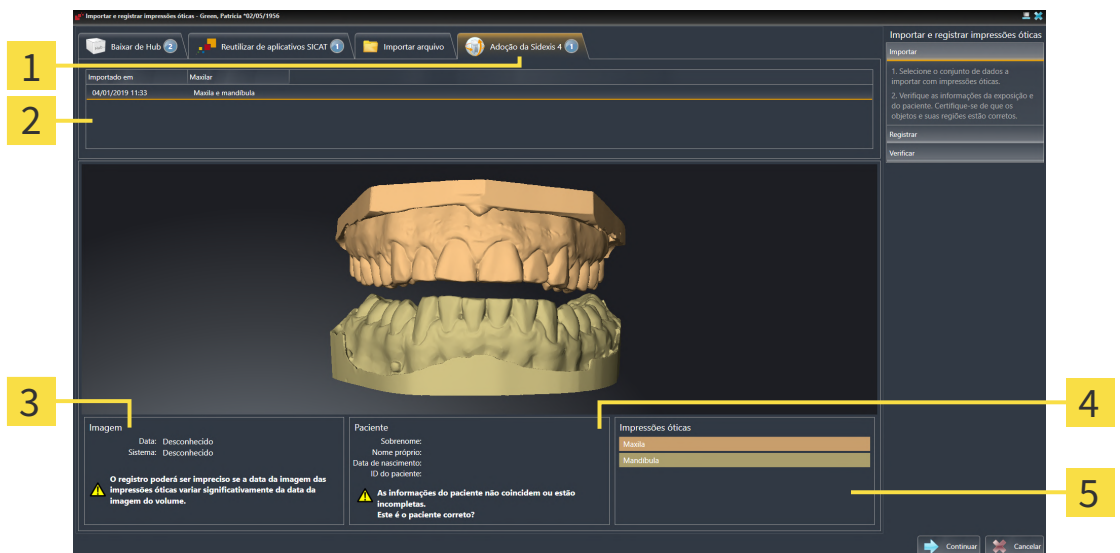 Importar e registrar impressões óticas - Green, Patricia *02/05/1956
Baixar de Hub 2
Reutilizar de aplicativos SICAT 1
Importar arquivo
Adoção da Sidexis 4 1
Importar e registrar impressões óticas
Importar
1. Selecione o conjunto de dados a
importar com impressões óticas.
2. Verifique as informações da exposição e
do paciente. Certifique-se de que os
objetos e suas regiões estão corretos.
Registrar
Verificar
1
Importado em Maxilar
04/01/2019 11:33 Maxila e mandíbula
2
3
Imagem
Data: Desconhecido
Sistema: Desconhecido
O registro poderá ser impreciso se a data da imagem das
impressões óticas variar significativamente da data da
imagem do volume.
Paciente
Sobrenome:
Nome próprio:
Data de nascimento:
ID do paciente:
As informações do paciente não coincidem ou estão
incompletas.
Este é o paciente correto?
4
Impressões óticas
Maxila
Mandíbula
5
Continuar
Cancelar